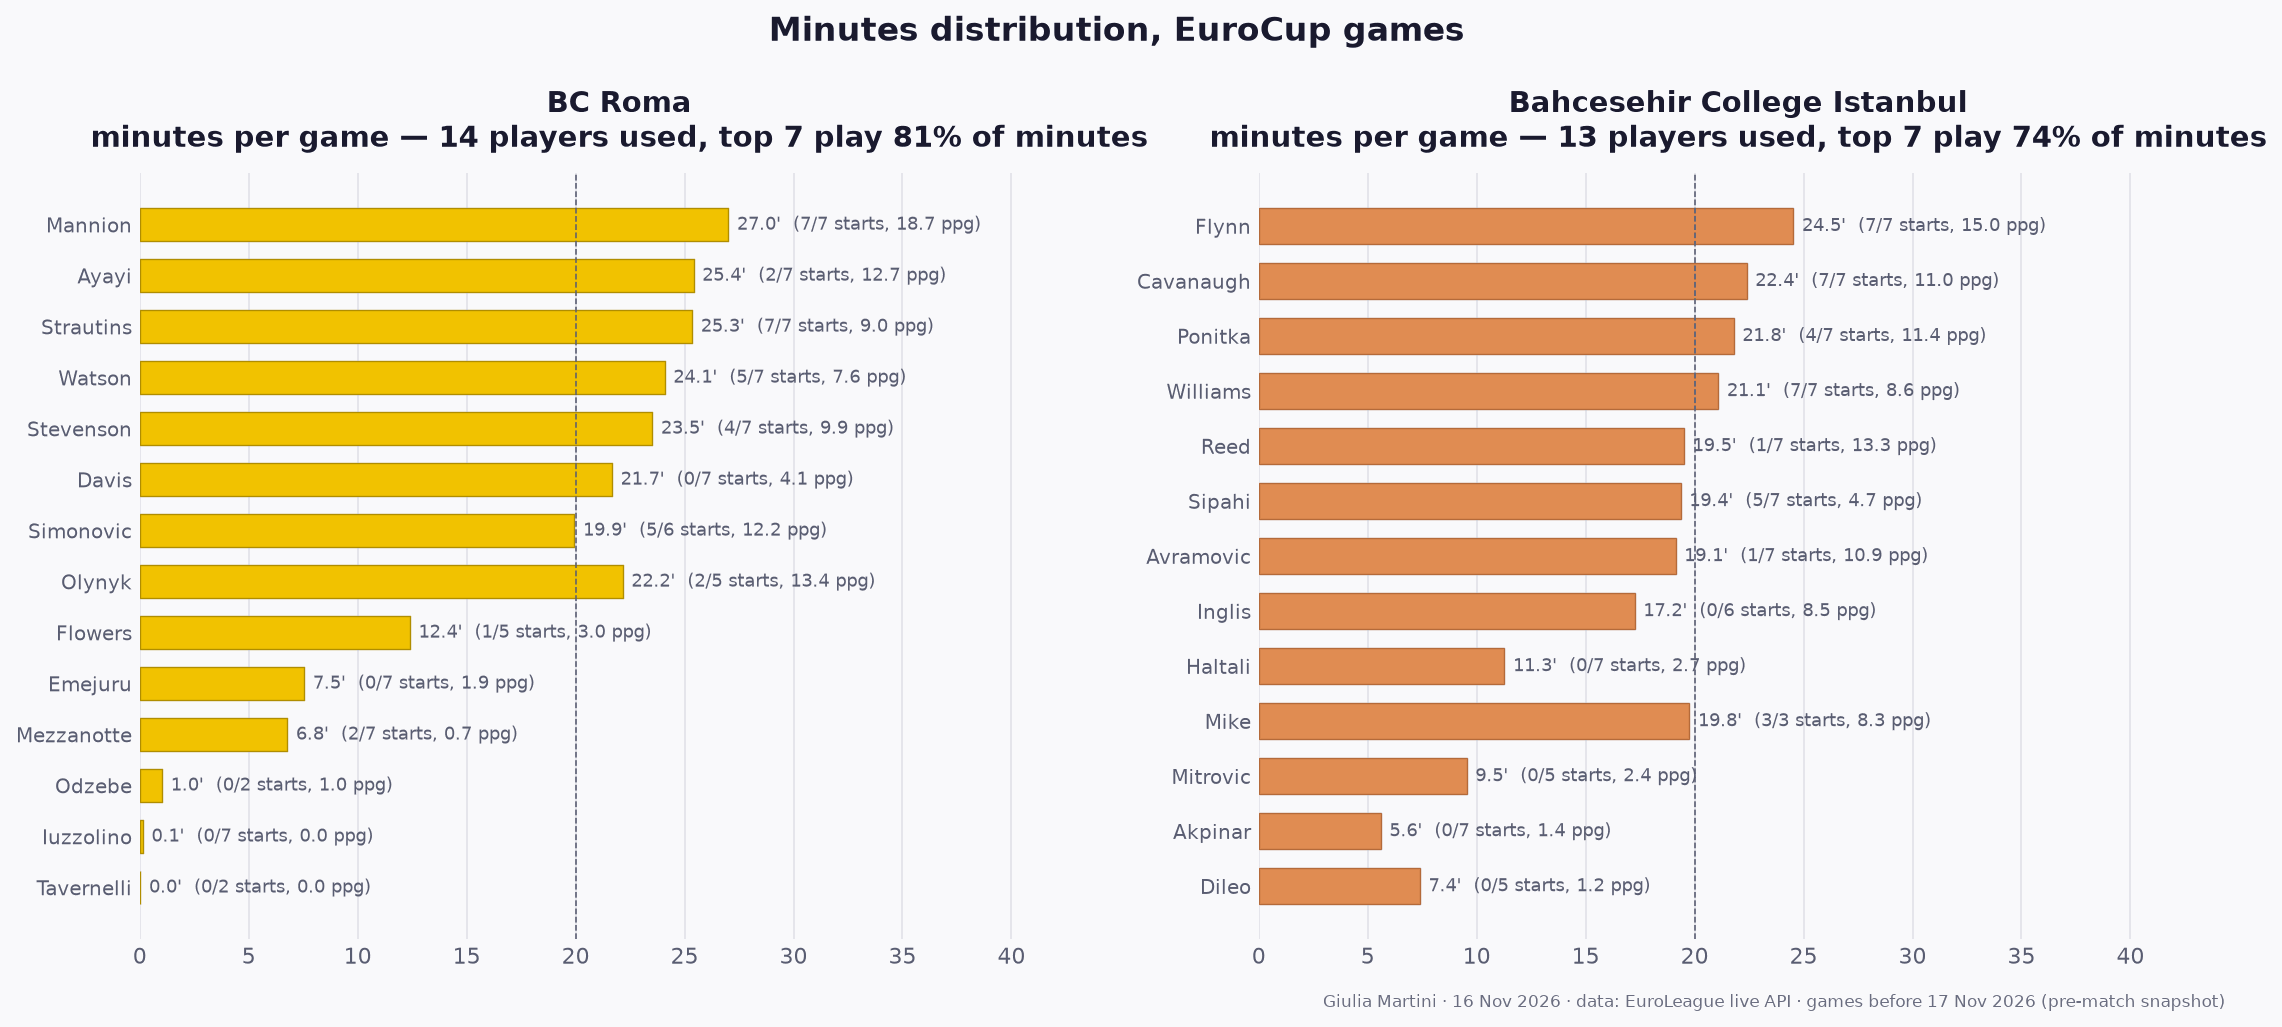 Minutes distribution, EuroCup games
BC Roma
minutes per game — 14 players used, top 7 play 81% of minutes
Mannion 27.0' (7/7 starts, 18.7 ppg)
Ayayi 25.4' (2/7 starts, 12.7 ppg)
Strautins 25.3' (7/7 starts, 9.0 ppg)
Watson 24.1' (5/7 starts, 7.6 ppg)
Stevenson 23.5' (4/7 starts, 9.9 ppg)
Davis 21.7' (0/7 starts, 4.1 ppg)
Simonovic 19.9' (5/6 starts, 12.2 ppg)
Olynyk 22.2' (2/5 starts, 13.4 ppg)
Flowers 12.4' (1/5 starts, 3.0 ppg)
Emejuru 7.5' (0/7 starts, 1.9 ppg)
Mezzanotte 6.8' (2/7 starts, 0.7 ppg)
Odzebe 1.0' (0/2 starts, 1.0 ppg)
Iuzzolino 0.1' (0/7 starts, 0.0 ppg)
Tavernelli 0.0' (0/2 starts, 0.0 ppg)
0 5 10 15 20 25 30 35 40
Bahcesehir College Istanbul
minutes per game — 13 players used, top 7 play 74% of minutes
Flynn 24.5' (7/7 starts, 15.0 ppg)
Cavanaugh 22.4' (7/7 starts, 11.0 ppg)
Ponitka 21.8' (4/7 starts, 11.4 ppg)
Williams 21.1' (7/7 starts, 8.6 ppg)
Reed 19.5' (1/7 starts, 13.3 ppg)
Sipahi 19.4' (5/7 starts, 4.7 ppg)
Avramovic 19.1' (1/7 starts, 10.9 ppg)
Inglis 17.2' (0/6 starts, 8.5 ppg)
Haltali 11.3' (0/7 starts, 2.7 ppg)
Mike 19.8' (3/3 starts, 8.3 ppg)
Mitrovic 9.5' (0/5 starts, 2.4 ppg)
Akpinar 5.6' (0/7 starts, 1.4 ppg)
Dileo 7.4' (0/5 starts, 1.2 ppg)
0 5 10 15 20 25 30 35 40
Giulia Martini · 16 Nov 2026 · data: EuroLeague live API · games before 17 Nov 2026 (pre-match snapshot)